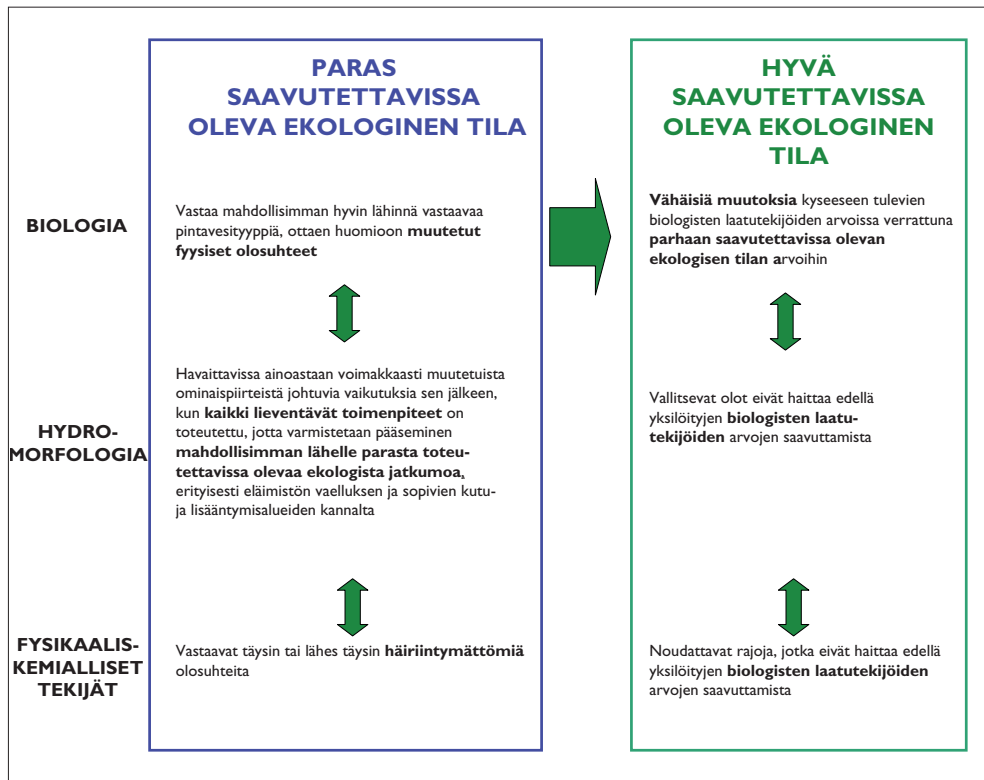 PARAS
SAAVUTETTAVISSA
OLEVA EKOLOGINEN TILA
HYVÄ
SAAVUTETTAVISSA
OLEVA EKOLOGINEN
TILA
BIOLOGIA
Vastaa mahdollisimman hyvin lähinnä vastaavaa
pintavesityyppiä, ottaen huomioon muutetut
fyysiset olosuhteet
Vähäisiä muutoksia kyseeseen tulevien
biologisten laatutekijöiden arvoissa verrattuna
parhaan saavutettavissa olevan
ekologisen tilan arvoihin
HYDRO-
MORFOLOGIA
Havaittavissa ainoastaan voimakkaasti muutetuista
ominaispiirteistä johtuvia vaikutuksia sen jälkeen,
kun kaikki lieventävät toimenpiteet on
toteutettu, jotta varmistetaan pääseminen
mahdollisimman lähelle parasta toteu-
tettavissa olevaa ekologista jatkumoa,
erityisesti eläimistön vaelluksen ja sopivien kutu-
ja lisääntymisalueiden kannalta
Vallitsevat olot eivät haittaa edellä
yksilöityjen biologisten laatu-
tekijöiden arvojen saavuttamista
FYSIKAALIS-
KEMIALLISET
TEKIJÄT
Vastaavat täysin tai lähes täysin häiriintymättömiä
olosuhteita
Noudattavat rajoja, jotka eivät haittaa edellä
yksilöityjen biologisten laatutekijöiden
arvojen saavuttamista